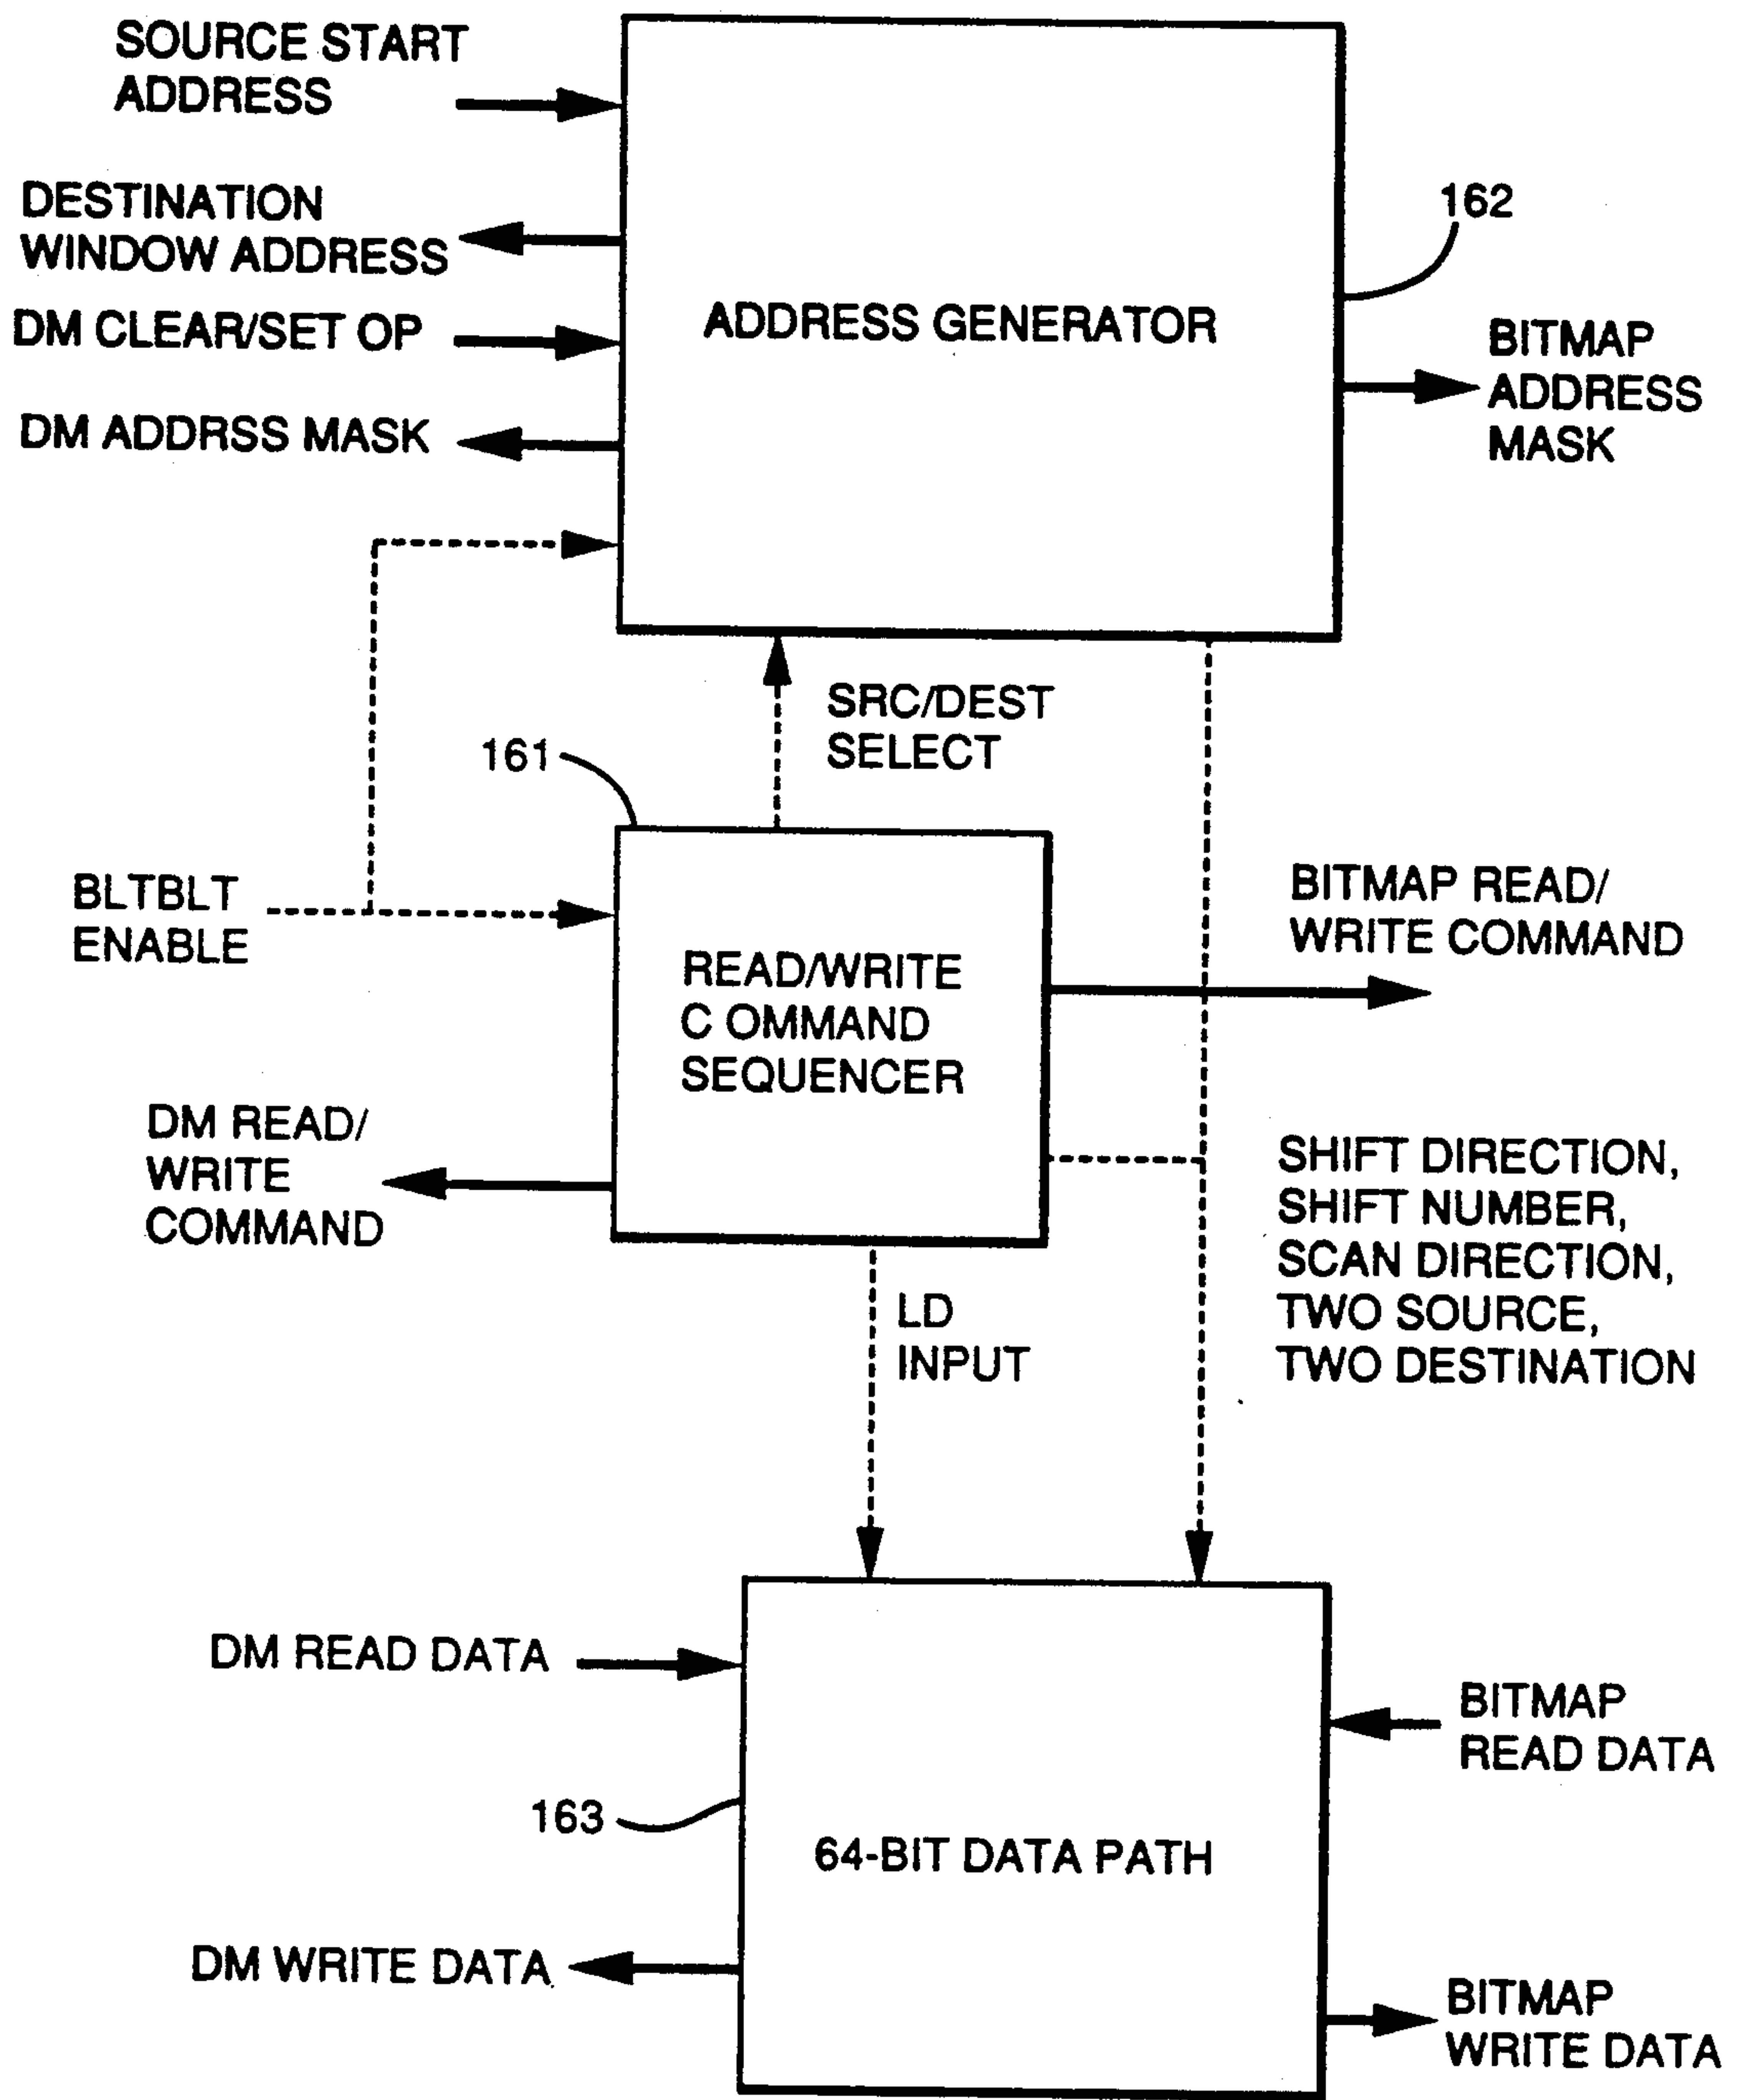 SOURCE START
ADDRESS
DESTINATION
WINDOW ADDRESS
DM CLEAR/SET OP
DM ADDRSS MASK
ADDRESS GENERATOR
162
BITMAP
ADDRESS
MASK
SRC/DEST
SELECT
161
BLTBLT
ENABLE
READ/WRITE
C OMMAND
SEQUENCER
BITMAP READ/
WRITE COMMAND
DM READ/
WRITE
COMMAND
SHIFT DIRECTION,
SHIFT NUMBER,
SCAN DIRECTION,
TWO SOURCE,
TWO DESTINATION
LD
INPUT
DM READ DATA
BITMAP
READ DATA
163
64-BIT DATA PATH
DM WRITE DATA
BITMAP
WRITE DATA